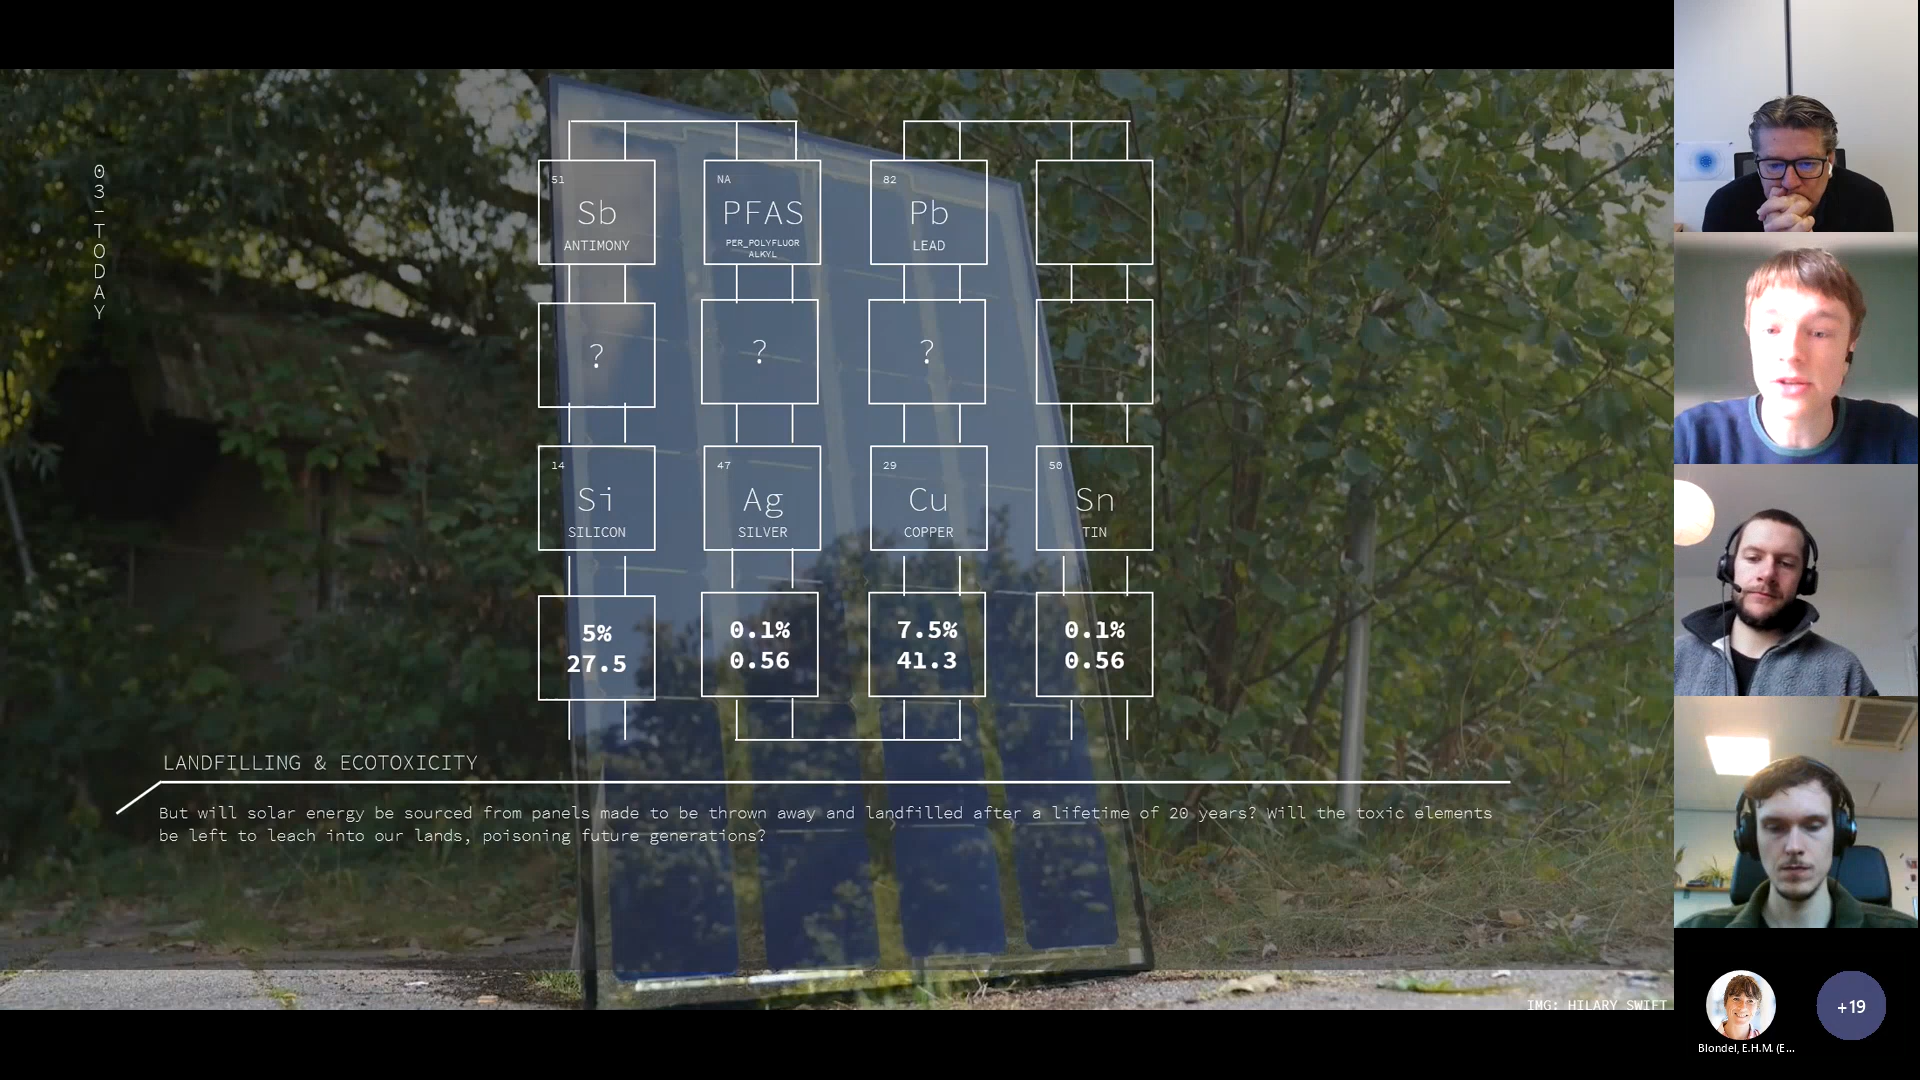 03-TODAY
51
Sb
ANTIMONY
NA
PFAS
PER_POLYFLUOR
ALKYL
82
Pb
LEAD
?
?
?
14
Si
SILICON
47
Ag
SILVER
29
Cu
COPPER
50
Sn
TIN
5%
27.5
0.1%
0.56
7.5%
41.3
0.1%
0.56
LANDFILLING & ECOTOXICITY
But will solar energy be sourced from panels made to be thrown away and landfilled after a lifetime of 20 years? Will the toxic elements
be left to leach into our lands, poisoning future generations?
IMG: HILARY SWIFT
Blondel, E.H.M. (E...
+19